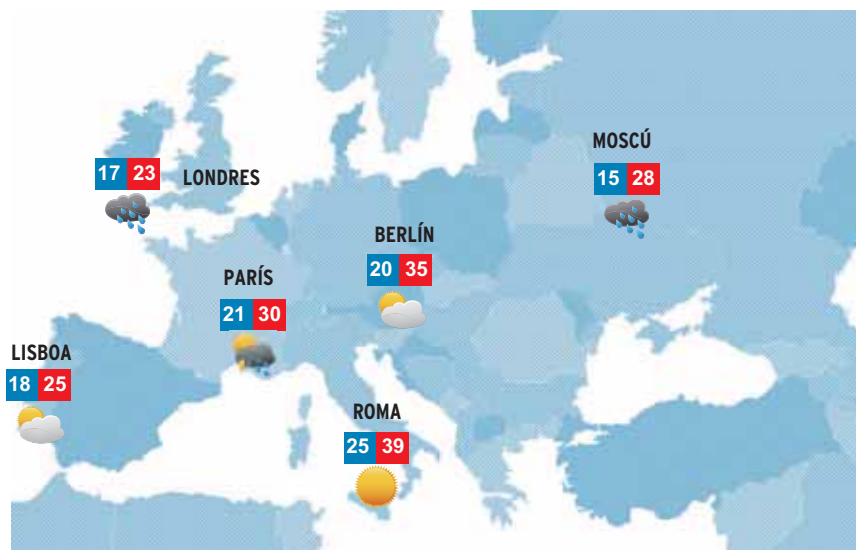 MOSCÚ
15 28
17 23
LONDRES
BERLÍN
20 35
PARÍS
21 30
LISBOA
18 25
ROMA
25 39